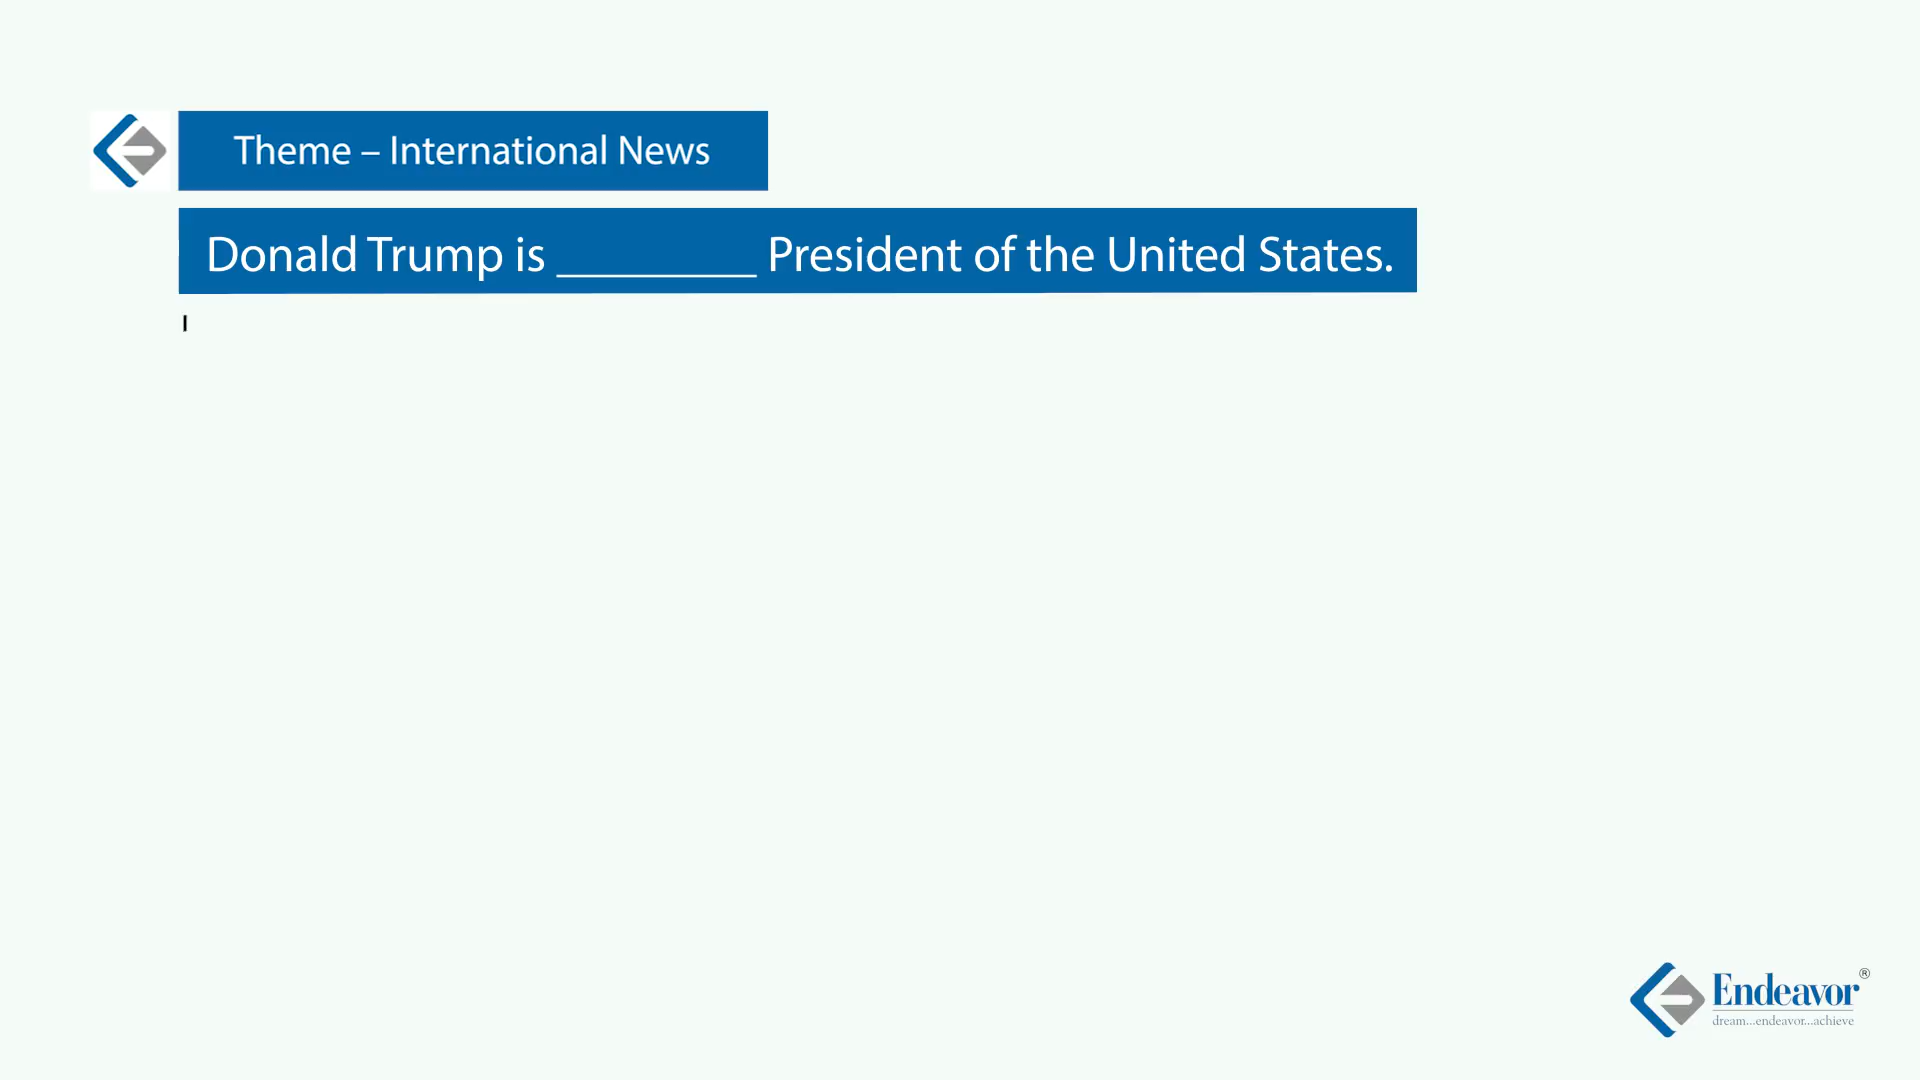 Theme – International News
Donald Trump is ________ President of the United States.
Endeavor®
dream...endeavor...achieve